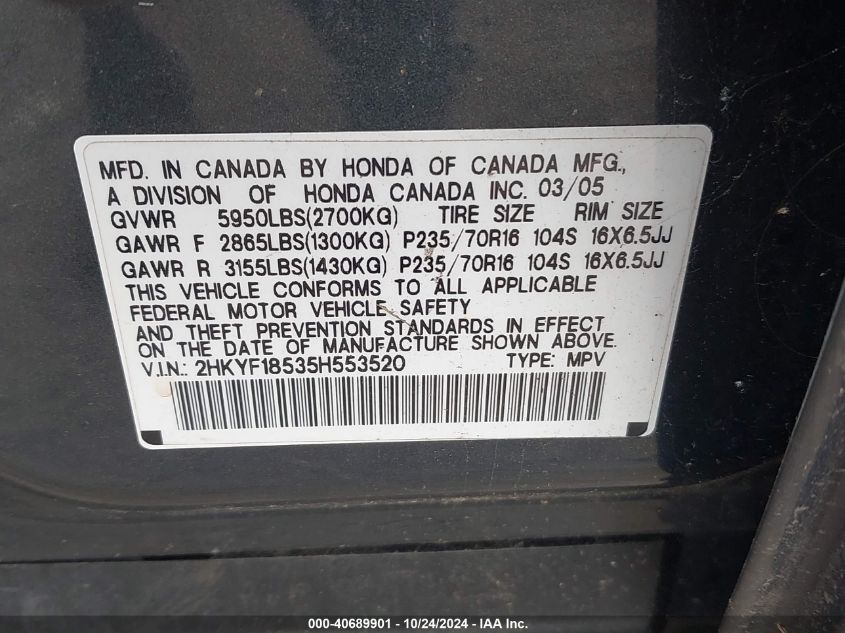 MFD. IN CANADA BY HONDA OF CANADA MFG.,
A DIVISION OF HONDA CANADA INC. 03/05
GVWR 5950LBS(2700KG) TIRE SIZE RIM SIZE
GAWR F 2865LBS(1300KG) P235/70R16 104S 16X6.5JJ
GAWR R 3155LBS(1430KG) P235/70R16 104S 16X6.5JJ
THIS VEHICLE CONFORMS TO ALL APPLICABLE
FEDERAL MOTOR VEHICLE SAFETY
AND THEFT PREVENTION STANDARDS IN EFFECT
ON THE DATE OF MANUFACTURE SHOWN ABOVE.
V.I.N.: 2HKYF18535H553520 TYPE: MPV
000-40689901 - 10/24/2024 - IAA Inc.